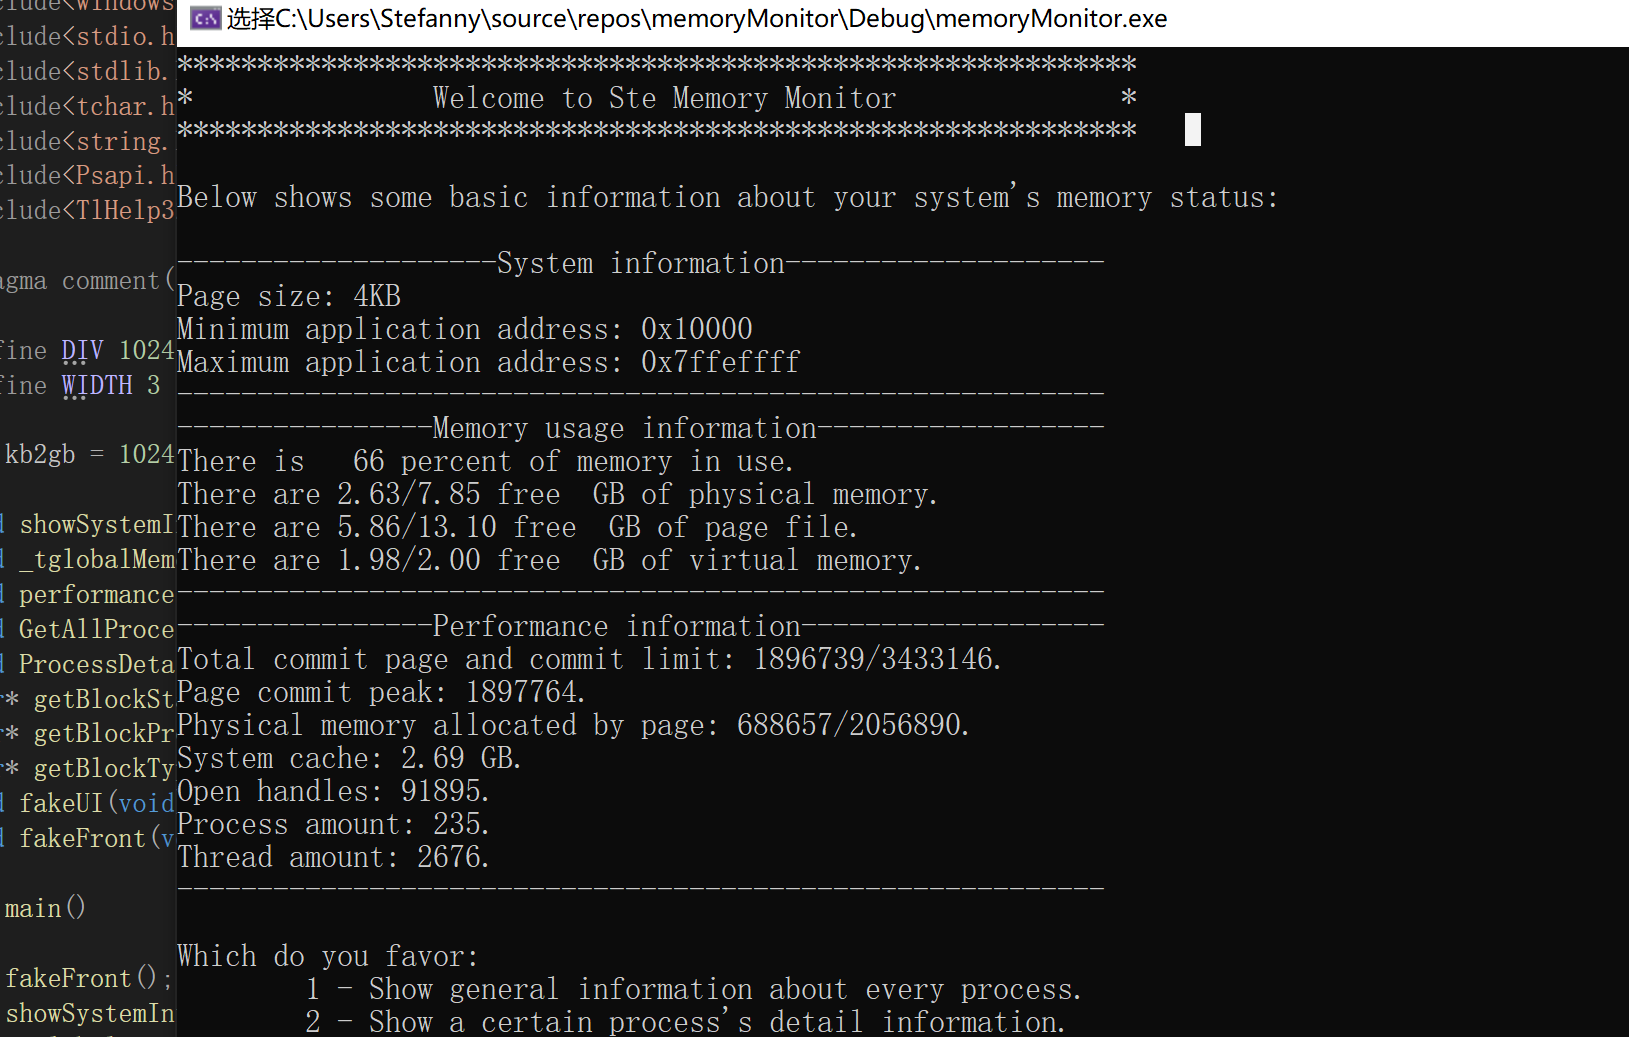 选择C:\Users\Stefanny\source\repos\memoryMonitor\Debug\memoryMonitor.exe
************************************************************
*               Welcome to Ste Memory Monitor              *
************************************************************
Below shows some basic information about your system's memory status:
--------------------System information--------------------
Page size: 4KB
Minimum application address: 0x10000
Maximum application address: 0x7ffeffff
----------------------------------------------------------
----------------Memory usage information------------------
There is   66 percent of memory in use.
There are 2.63/7.85 free  GB of physical memory.
There are 5.86/13.10 free  GB of page file.
There are 1.98/2.00 free  GB of virtual memory.
----------------------------------------------------------
----------------Performance information-------------------
Total commit page and commit limit: 1896739/3433146.
Page commit peak: 1897764.
Physical memory allocated by page: 688657/2056890.
System cache: 2.69 GB.
Open handles: 91895.
Process amount: 235.
Thread amount: 2676.
----------------------------------------------------------
Which do you favor:
        1 - Show general information about every process.
        2 - Show a certain process's detail information.
clude<windows
clude<stdio.h
clude<stdlib.
clude<tchar.h
clude<string.
clude<Psapi.h
clude<TlHelp3
agma comment(
fine DIV 1024
fine WIDTH 3
kb2gb = 1024
d showSystemI
d _tglobalMem
d performance
d GetAllProce
d ProcessDeta
r* getBlockSt
r* getBlockPr
r* getBlockTy
d fakeUI(void
d fakeFront(v
main()
fakeFront();
showSystemIn